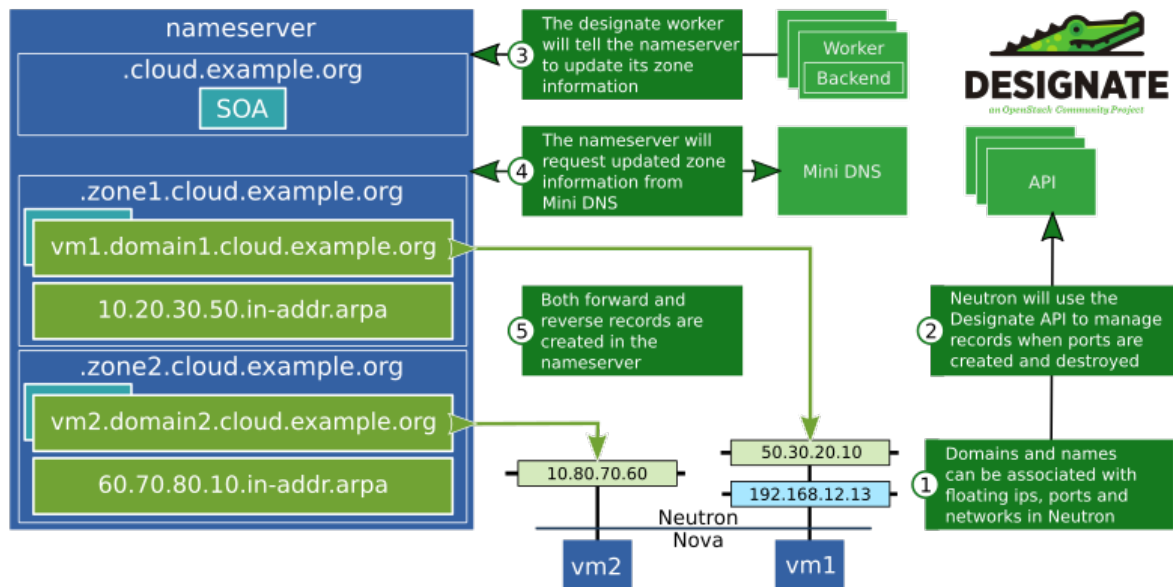 nameserver
.cloud.example.org
SOA
.zone1.cloud.example.org
vm1.domain1.cloud.example.org
10.20.30.50.in-addr.arpa
.zone2.cloud.example.org
vm2.domain2.cloud.example.org
60.70.80.10.in-addr.arpa
3
The designate worker
will tell the nameserver
to update its zone
information
Worker
Backend
4
The nameserver will
request updated zone
information from
Mini DNS
Mini DNS
DESIGNATE
an OpenStack Community Project
API
5
Both forward and
reverse records are
created in the
nameserver
2
Neutron will use the
Designate API to manage
records when ports are
created and destroyed
1
Domains and names
can be associated with
floating ips, ports and
networks in Neutron
10.80.70.60
50.30.20.10
192.168.12.13
Neutron
Nova
vm2
vm1